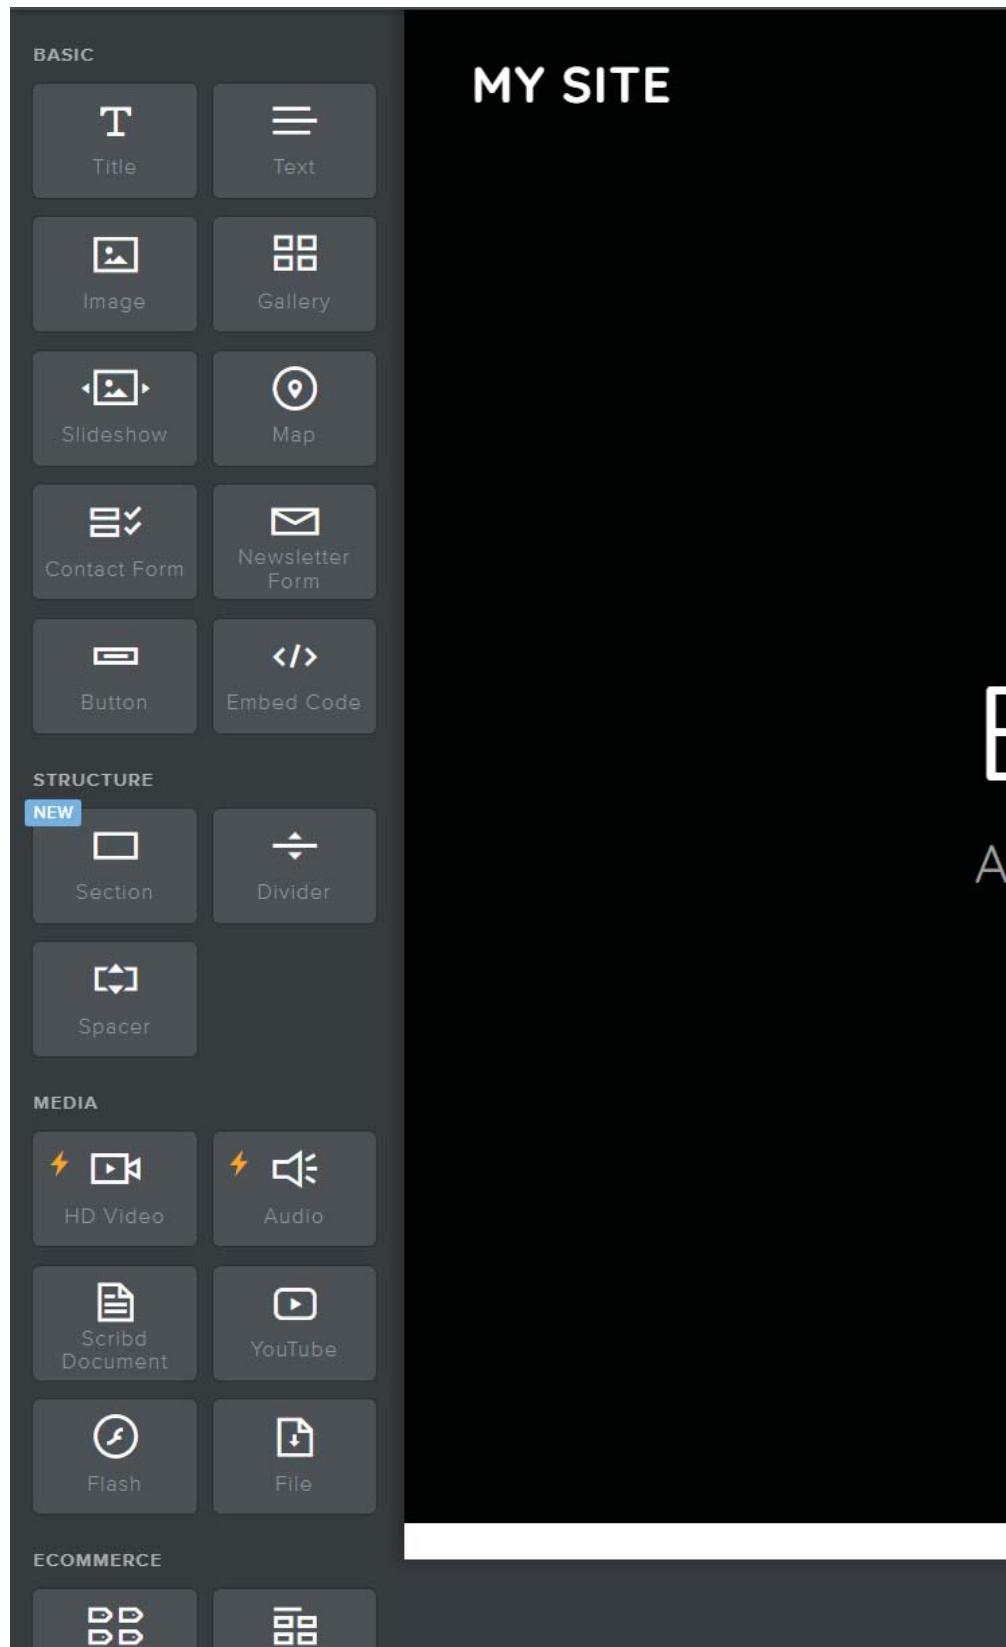 BASIC
MY SITE
Title
Text
Image
Gallery
Slideshow
Map
Contact Form
Newsletter
Form
Button
Embed Code
STRUCTURE
NEW
Section
Divider
Spacer
MEDIA
HD Video
Audio
Scribd
Document
YouTube
Flash
File
ECOMMERCE